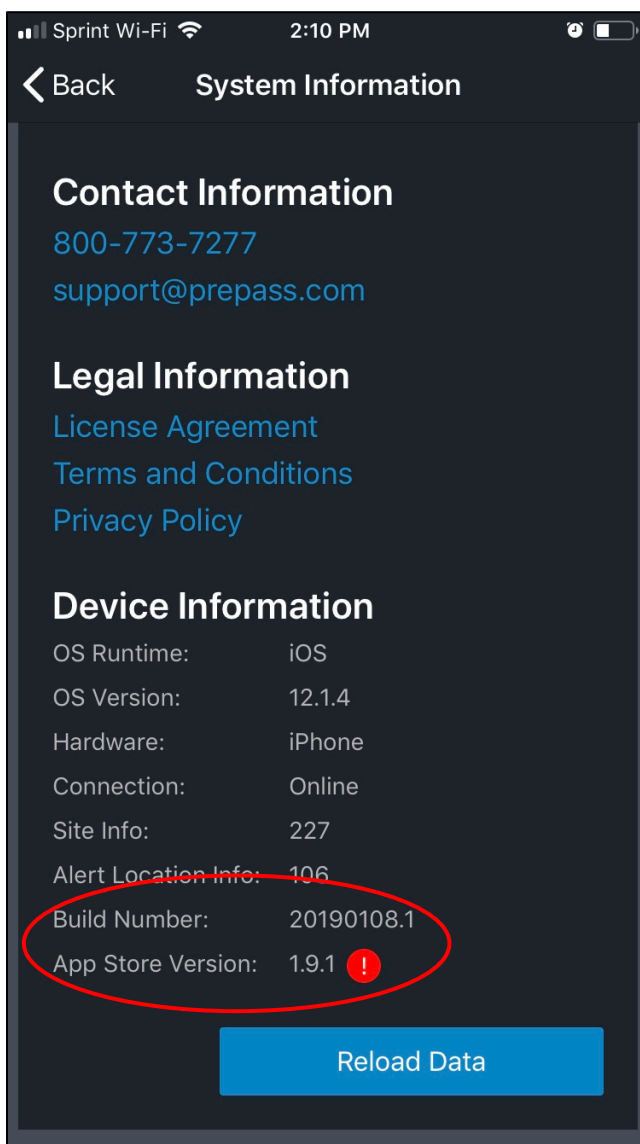 Sprint Wi-Fi 2:10 PM
Back System Information
Contact Information
800-773-7277
support@prepass.com
Legal Information
License Agreement
Terms and Conditions
Privacy Policy
Device Information
OS Runtime: iOS
OS Version: 12.1.4
Hardware: iPhone
Connection: Online
Site Info: 227
Alert Location Info: 106
Build Number: 20190108.1
App Store Version: 1.9.1 !
Reload Data